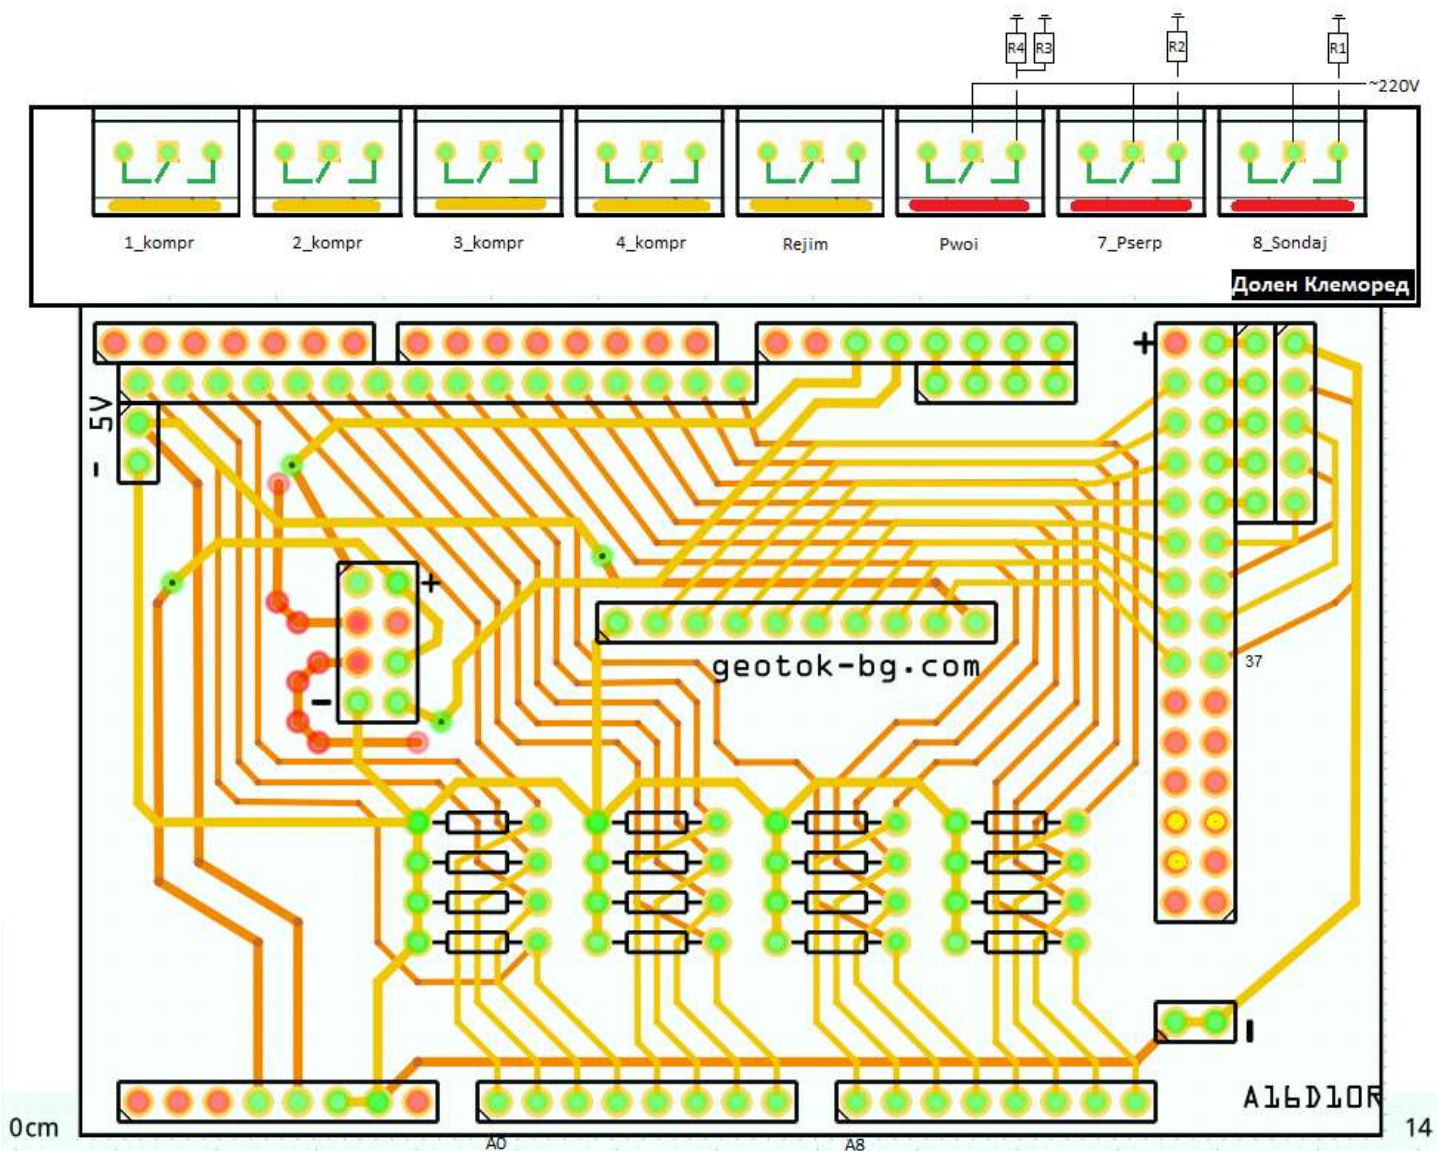 R4 R3 R2 R1
~220V
1_kompr 2_kompr 3_kompr 4_kompr Rejim Pwoi 7_Pserp 8_Sondaj
Долен Клеморед
+
5V
-
+
geotok-bg.com
37
-
-
A16D10R
0cm
14
A0 A8